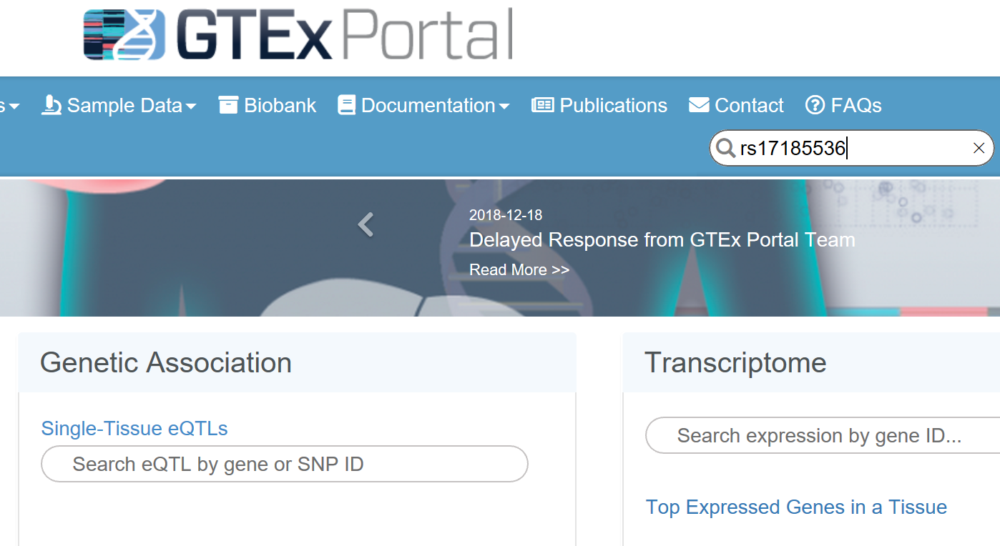 GTEx Portal
s Sample Data Biobank Documentation Publications Contact FAQs
rs17185536
2018-12-18
Delayed Response from GTEx Portal Team
Read More >>
Genetic Association
Transcriptome
Single-Tissue eQTLs
Search eQTL by gene or SNP ID
Search expression by gene ID...
Top Expressed Genes in a Tissue